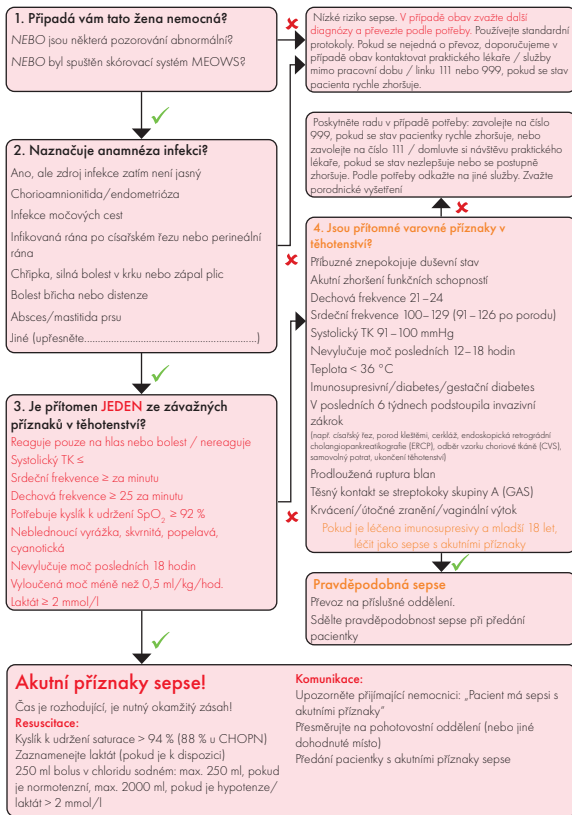 1. Připadá vám tato žena nemocná?
NEBO jsou některá pozorování abnormální?
NEBO byl spuštěn skórovací systém MEOWS?
Nízké riziko sepse. V případě obav zvažte další
diagnózy a převezte podle potřeby. Používejte standardní
protokoly. Pokud se nejedná o převoz, doporučujeme v
případě obav kontaktovat praktického lékaře / služby
mimo pracovní dobu / linku 111 nebo 999, pokud se stav
pacienta rychle zhoršuje.
2. Naznačuje anamnéza infekci?
Ano, ale zdroj infekce zatím není jasný
Chorioamnionitida/endometrióza
Infekce močových cest
Infikovaná rána po císařském řezu nebo perineální
rána
Chřipka, silná bolest v krku nebo zápal plic
Bolest břicha nebo distenze
Absces/mastitida prsu
Jiné (upřesněte....................................................)
Poskytněte radu v případě potřeby: zavolejte na číslo
999, pokud se stav pacientky rychle zhoršuje, nebo
zavolejte na číslo 111 / domluvte si návštěvu praktického
lékaře, pokud se stav nezlepšuje nebo se postupně
zhoršuje. Podle potřeby odkažte na jiné služby. Zvažte
porodnické vyšetření
3. Je přítomen JEDEN ze závažných
příznaků v těhotenství?
Reaguje pouze na hlas nebo bolest / nereaguje
Systolický TK ≤
Srdeční frekvence ≥ za minutu
Dechová frekvence ≥ 25 za minutu
Potřebuje kyslík k udržení SpO2 ≥ 92 %
Neblednoucí vyrážka, skvrnitá, popelavá,
cyanotická
Nevylučuje moč posledních 18 hodin
Vyloučená moč méně než 0,5 ml/kg/hod.
Laktát ≥ 2 mmol/l
4. Jsou přítomné varovné příznaky v
těhotenství?
Příbuzné znepokojuje duševní stav
Akutní zhoršení funkčních schopností
Dechová frekvence 21–24
Srdeční frekvence 100–129 (91–126 po porodu)
Systolický TK 91–100 mmHg
Nevylučuje moč posledních 12–18 hodin
Teplota < 36 °C
Imunosupresivní/diabetes/gestační diabetes
V posledních 6 týdnech podstoupila invazivní
zákrok
(např. císařský řez, porod kleštěmi, cerkláž, endoskopická retrográdní
cholangiopankreatikografie (ERCP), odběr vzorku choriové tkáně (CVS),
samovolný potrat, ukončení těhotenství)
Prodloužená ruptura blan
Těsný kontakt se streptokoky skupiny A (GAS)
Krvácení/útočné zranění/vaginální výtok
Pokud je léčena imunosupresivy a mladší 18 let,
léčit jako sepse s akutními příznaky
Pravděpodobná sepse
Převoz na příslušné oddělení.
Sdělte pravděpodobnost sepse při předání
pacientky
Akutní příznaky sepse!
Čas je rozhodující, je nutný okamžitý zásah!
Resuscitace:
Kyslík k udržení saturace > 94 % (88 % u CHOPN)
Zaznamenejte laktát (pokud je k dispozici)
250 ml bolus v chloridu sodném: max. 250 ml, pokud
je normotenzní, max. 2000 ml, pokud je hypotenze/
laktát > 2 mmol/l
Komunikace:
Upozorněte přijímající nemocnici: „Pacient má sepsi s
akutními příznaky“
Přesměrujte na pohotovostní oddělení (nebo jiné
dohodnuté místo)
Předání pacientky s akutními příznaky sepse